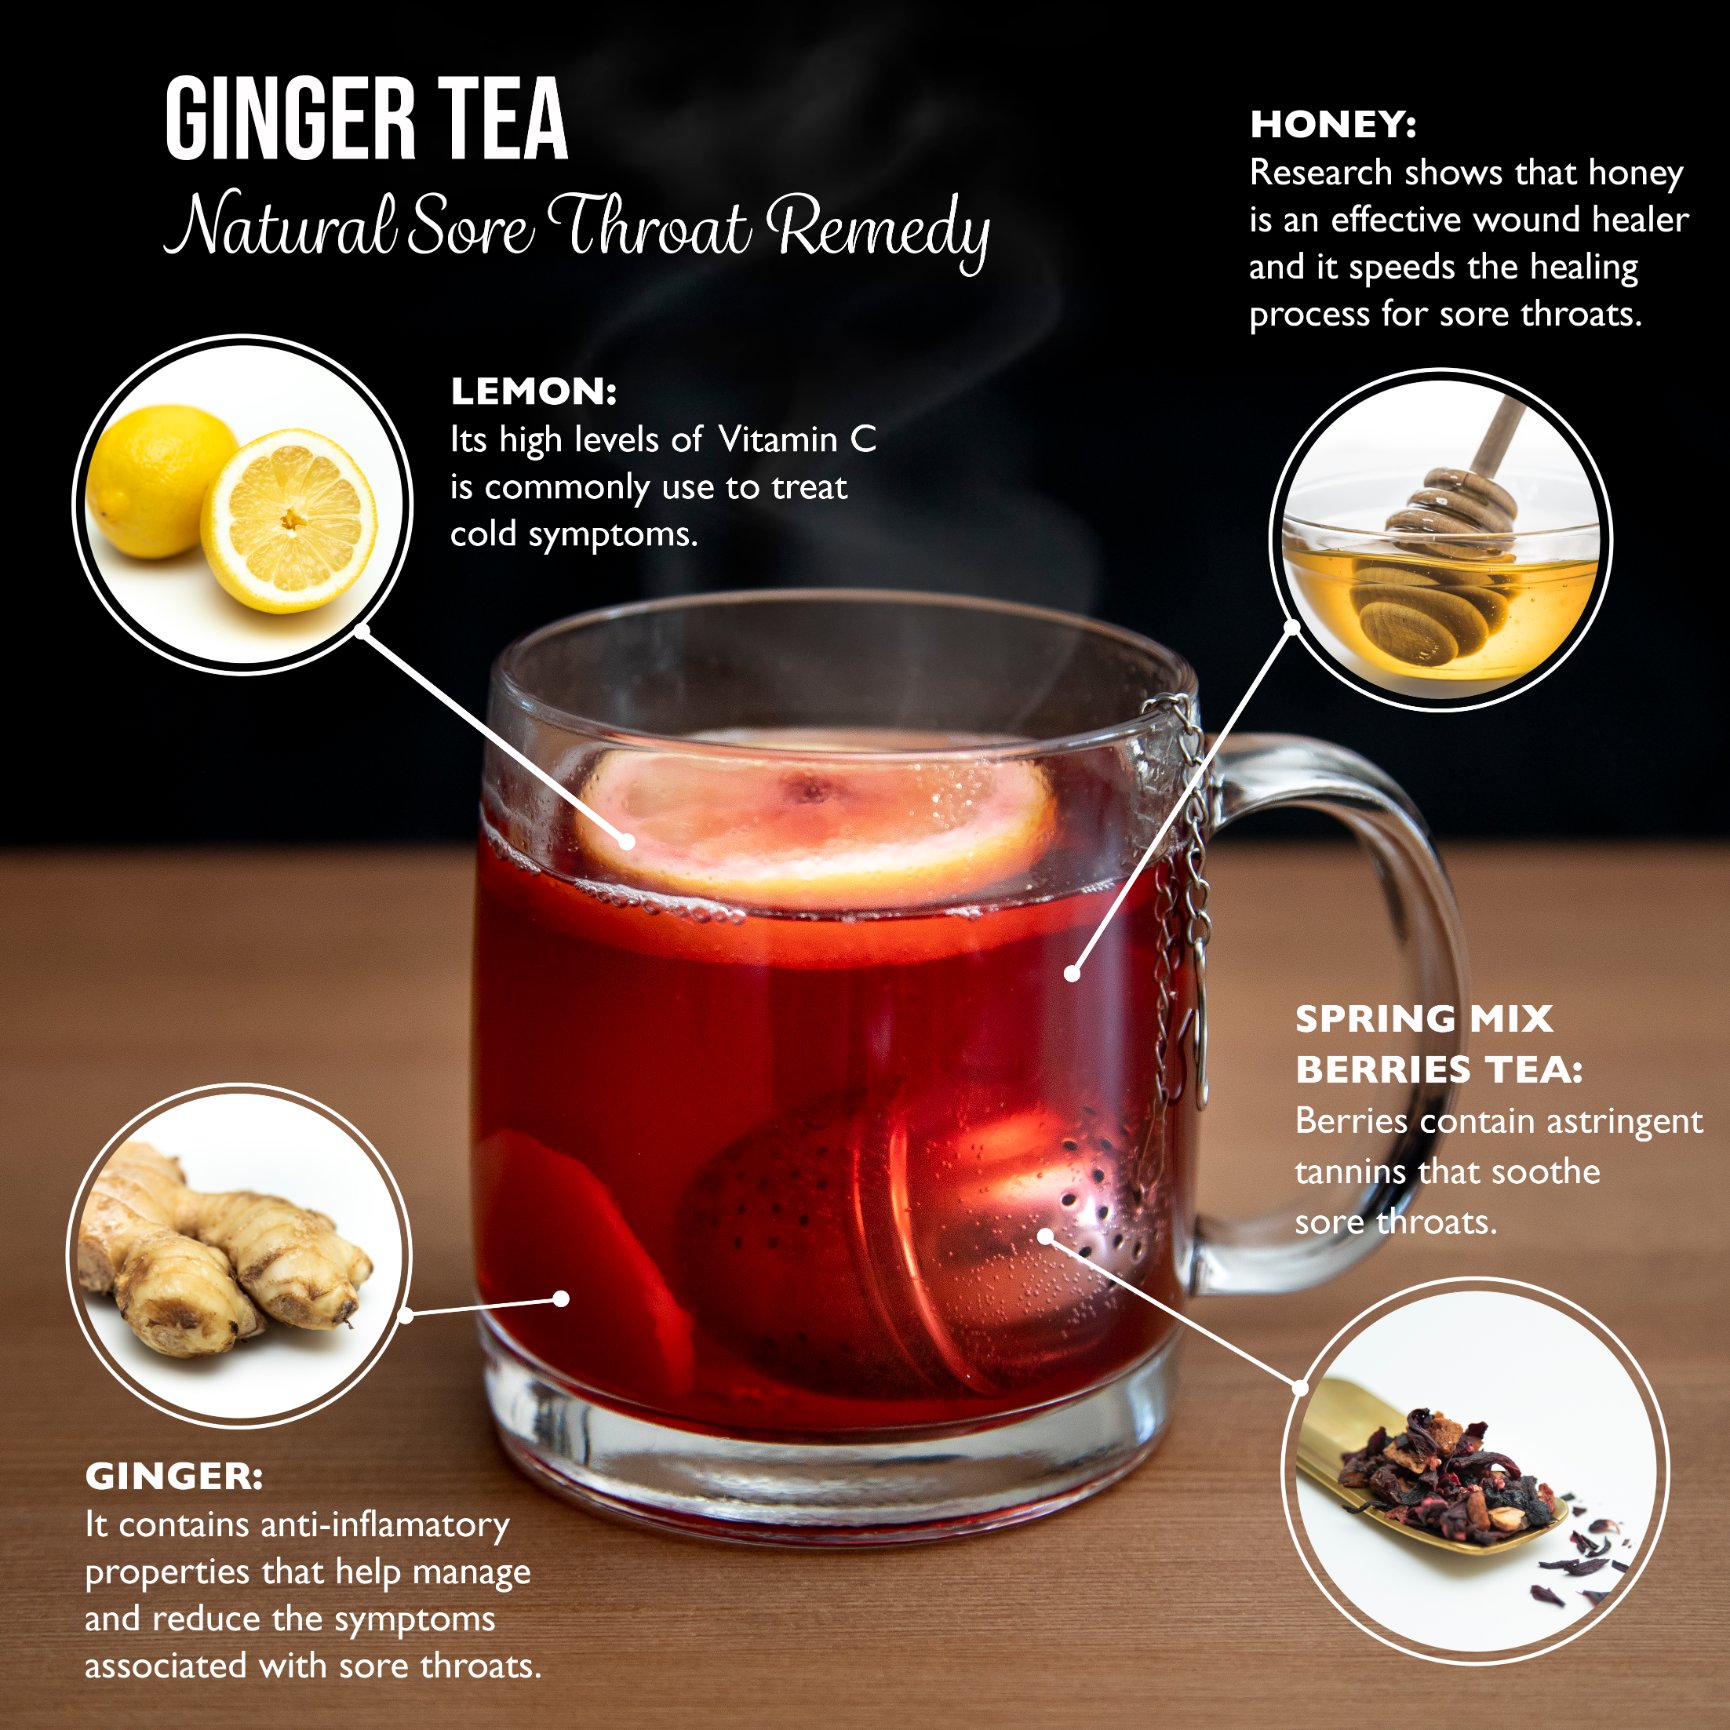 GINGER TEA
Natural Sore Throat Remedy
HONEY:
Research shows that honey
is an effective wound healer
and it speeds the healing
process for sore throats.
LEMON:
Its high levels of Vitamin C
is commonly use to treat
cold symptoms.
SPRING MIX
BERRIES TEA:
Berries contain astringent
tannins that soothe
sore throats.
GINGER:
It contains anti-inflamatory
properties that help manage
and reduce the symptoms
associated with sore throats.